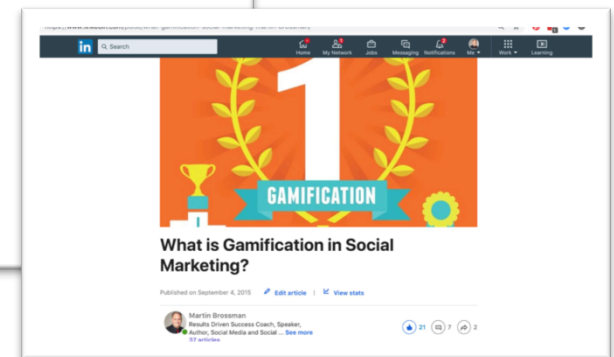 in Search
Home My Network Jobs Messaging Notifications Me Work Learning
1
GAMIFICATION
What is Gamification in Social
Marketing?
Published on September 4, 2015 Edit article | View stats
Martin Brossman
Results Driven Success Coach, Speaker,
Author, Social Media and Social ... See more
37 articles
21 7 2